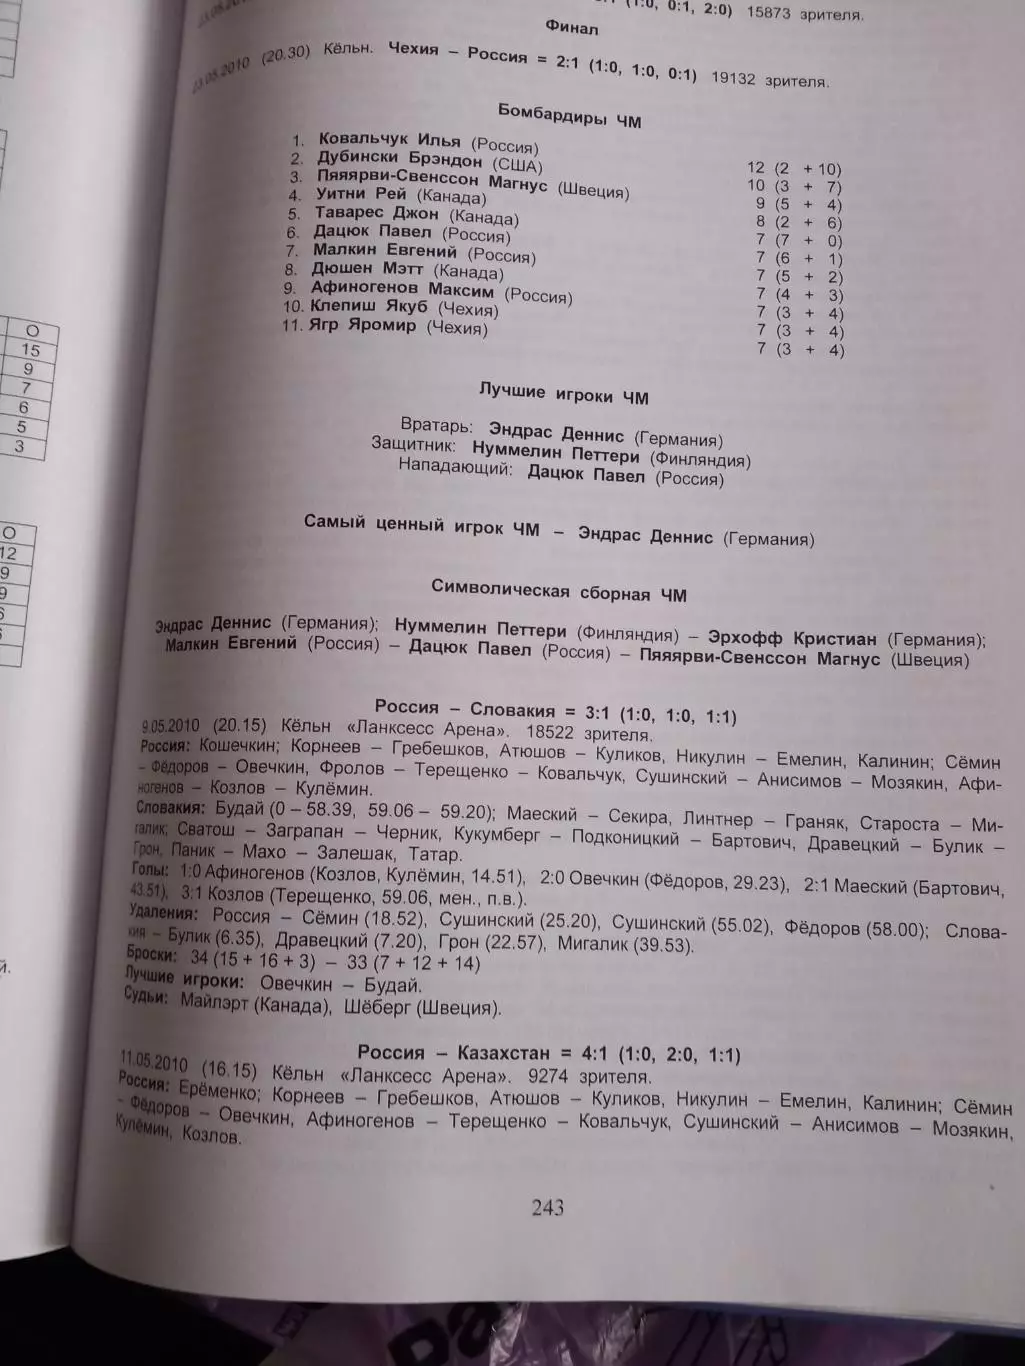 (1:0, 0:1, 2:0) 15873 зрителя.
Финал
23.05.2010 (20.30) Кёльн. Чехия – Россия = 2:1 (1:0, 1:0, 0:1) 19132 зрителя.
Бомбардиры ЧМ
1. Ковальчук Илья (Россия) 12 (2 + 10)
2. Дубински Брэндон (США) 10 (3 + 7)
3. Пяяярви-Свенссон Магнус (Швеция) 9 (5 + 4)
4. Уитни Рей (Канада) 8 (2 + 6)
5. Таварес Джон (Канада) 7 (7 + 0)
6. Дацюк Павел (Россия) 7 (6 + 1)
7. Малкин Евгений (Россия) 7 (5 + 2)
8. Дюшен Мэтт (Канада) 7 (4 + 3)
9. Афиногенов Максим (Россия) 7 (3 + 4)
10. Клепиш Якуб (Чехия) 7 (3 + 4)
11. Ягр Яромир (Чехия) 7 (3 + 4)
Лучшие игроки ЧМ
Вратарь: Эндрас Деннис (Германия)
Защитник: Нуммелин Петтери (Финляндия)
Нападающий: Дацюк Павел (Россия)
Самый ценный игрок ЧМ – Эндрас Деннис (Германия)
Символическая сборная ЧМ
Эндрас Деннис (Германия); Нуммелин Петтери (Финляндия) – Эрхофф Кристиан (Германия);
Малкин Евгений (Россия) – Дацюк Павел (Россия) – Пяяярви-Свенссон Магнус (Швеция)
Россия – Словакия = 3:1 (1:0, 1:0, 1:1)
9.05.2010 (20.15) Кёльн «Ланксесс Арена». 18522 зрителя.
Россия: Кошечкин; Корнеев – Гребешков, Атюшов – Куликов, Никулин – Емелин, Калинин; Сёмин
– Фёдоров – Овечкин, Фролов – Терещенко – Ковальчук, Сушинский – Анисимов – Мозякин, Афи-
ногенов – Козлов – Кулёмин.
Словакия: Будай (0 – 58.39, 59.06 – 59.20); Маеский – Секира, Линтнер – Граняк, Староста – Ми-
галик; Сватош – Заграпан – Черник, Кукумберг – Подконицкий – Бартович, Дравецкий – Булик –
Грон, Паник – Махо – Залешак, Татар.
Голы: 1:0 Афиногенов (Козлов, Кулёмин, 14.51), 2:0 Овечкин (Фёдоров, 29.23), 2:1 Маеский (Бартович,
43.51), 3:1 Козлов (Терещенко, 59.06, мен., п.в.).
Удаления: Россия – Сёмин (18.52), Сушинский (25.20), Сушинский (55.02), Фёдоров (58.00); Слова-
кия – Булик (6.35), Дравецкий (7.20), Грон (22.57), Мигалик (39.53).
Броски: 34 (15 + 16 + 3) – 33 (7 + 12 + 14)
Лучшие игроки: Овечкин – Будай.
Судьи: Майлэрт (Канада), Шёберг (Швеция).
Россия – Казахстан = 4:1 (1:0, 2:0, 1:1)
11.05.2010 (16.15) Кёльн «Ланксесс Арена». 9274 зрителя.
Россия: Ерёменко; Корнеев – Гребешков, Атюшов – Куликов, Никулин – Емелин, Калинин; Сёмин
– Фёдоров – Овечкин, Афиногенов – Терещенко – Ковальчук, Сушинский – Анисимов – Мозякин,
Кулёмин, Козлов.
243
О
15
9
7
6
5
3
О
12
9
9
6
й.